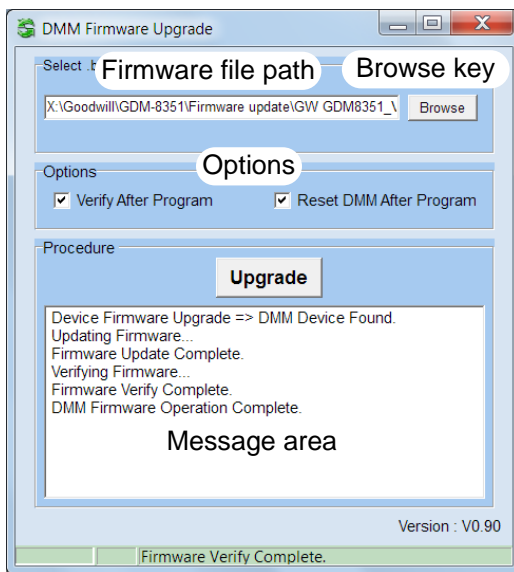 DMM Firmware Upgrade
Select .b
Firmware file path
Browse key
X:\Goodwill\GDM-8351\Firmware update\GW GDM8351_\
Browse
Options
Options
Verify After Program
Reset DMM After Program
Procedure
Upgrade
Device Firmware Upgrade => DMM Device Found.
Updating Firmware...
Firmware Update Complete.
Verifying Firmware...
Firmware Verify Complete.
DMM Firmware Operation Complete.
Message area
Version : V0.90
Firmware Verify Complete.